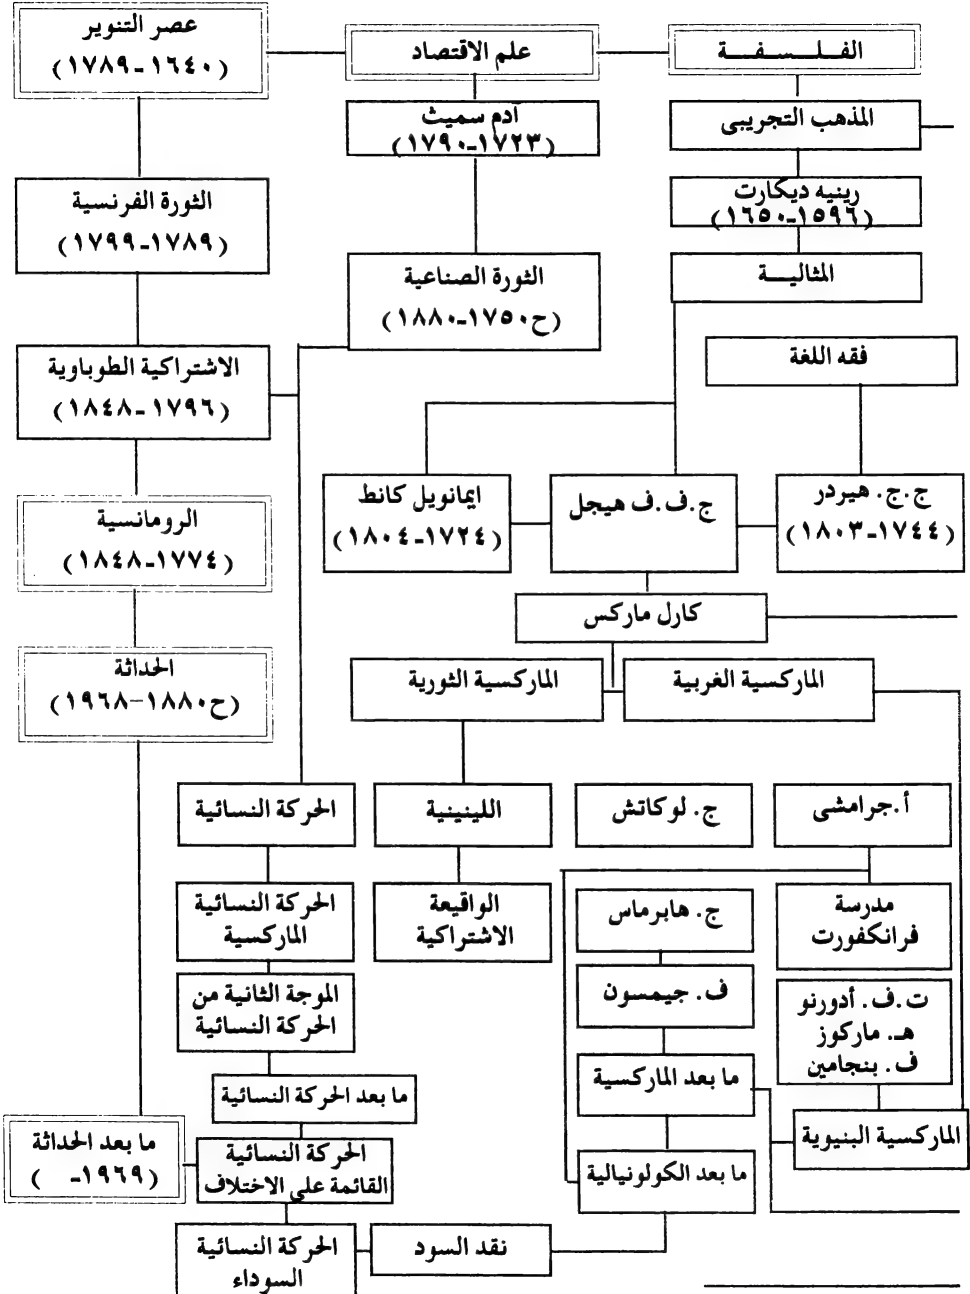 الفلسفة
علم الاقتصاد
عصر التنوير
(١٦٤٠-١٧٨٩)
المذهب التجريبى
آدم سميث
(١٧٢٣-١٧٩٠)
رينيه ديكارت
(١٥٩٦-١٦٥٠)
الثورة الفرنسية
(١٧٨٩-١٧٩٩)
المثالية
الثورة الصناعية
(ح١٧٥٠-١٨٨٠)
فقه اللغة
الاشتراكية الطوباوية
(١٧٩٦-١٨٤٨)
ج.ج. هيردر
(١٧٤٤-١٨٠٣)
ج.ف.ف هيجل
ايمانويل كانط
(١٧٢٤-١٨٠٤)
الرومانسية
(١٧٧٤-١٨٤٨)
كارل ماركس
الحداثة
(ح١٨٨٠-١٩٦٨)
الماركسية الغربية
الماركسية الثورية
أ.جرامشى
ج. لوكاتش
اللينينية
الحركة النسائية
مدرسة
فرانكفورت
ج. هابرماس
الواقيعة
الاشتراكية
الحركة النسائية
الماركسية
ت.ف. أدورنو
هـ. ماركوز
ف. بنجامين
ف. جيمسون
الموجة الثانية من
الحركة النسائية
ما بعد الماركسية
ما بعد الحركة النسائية
الماركسية البنيوية
ما بعد الكولونيالية
الحركة النسائية
القائمة على الاختلاف
ما بعد الحداثة
(١٩٦٩- )
نقد السود
الحركة النسائية
السوداء